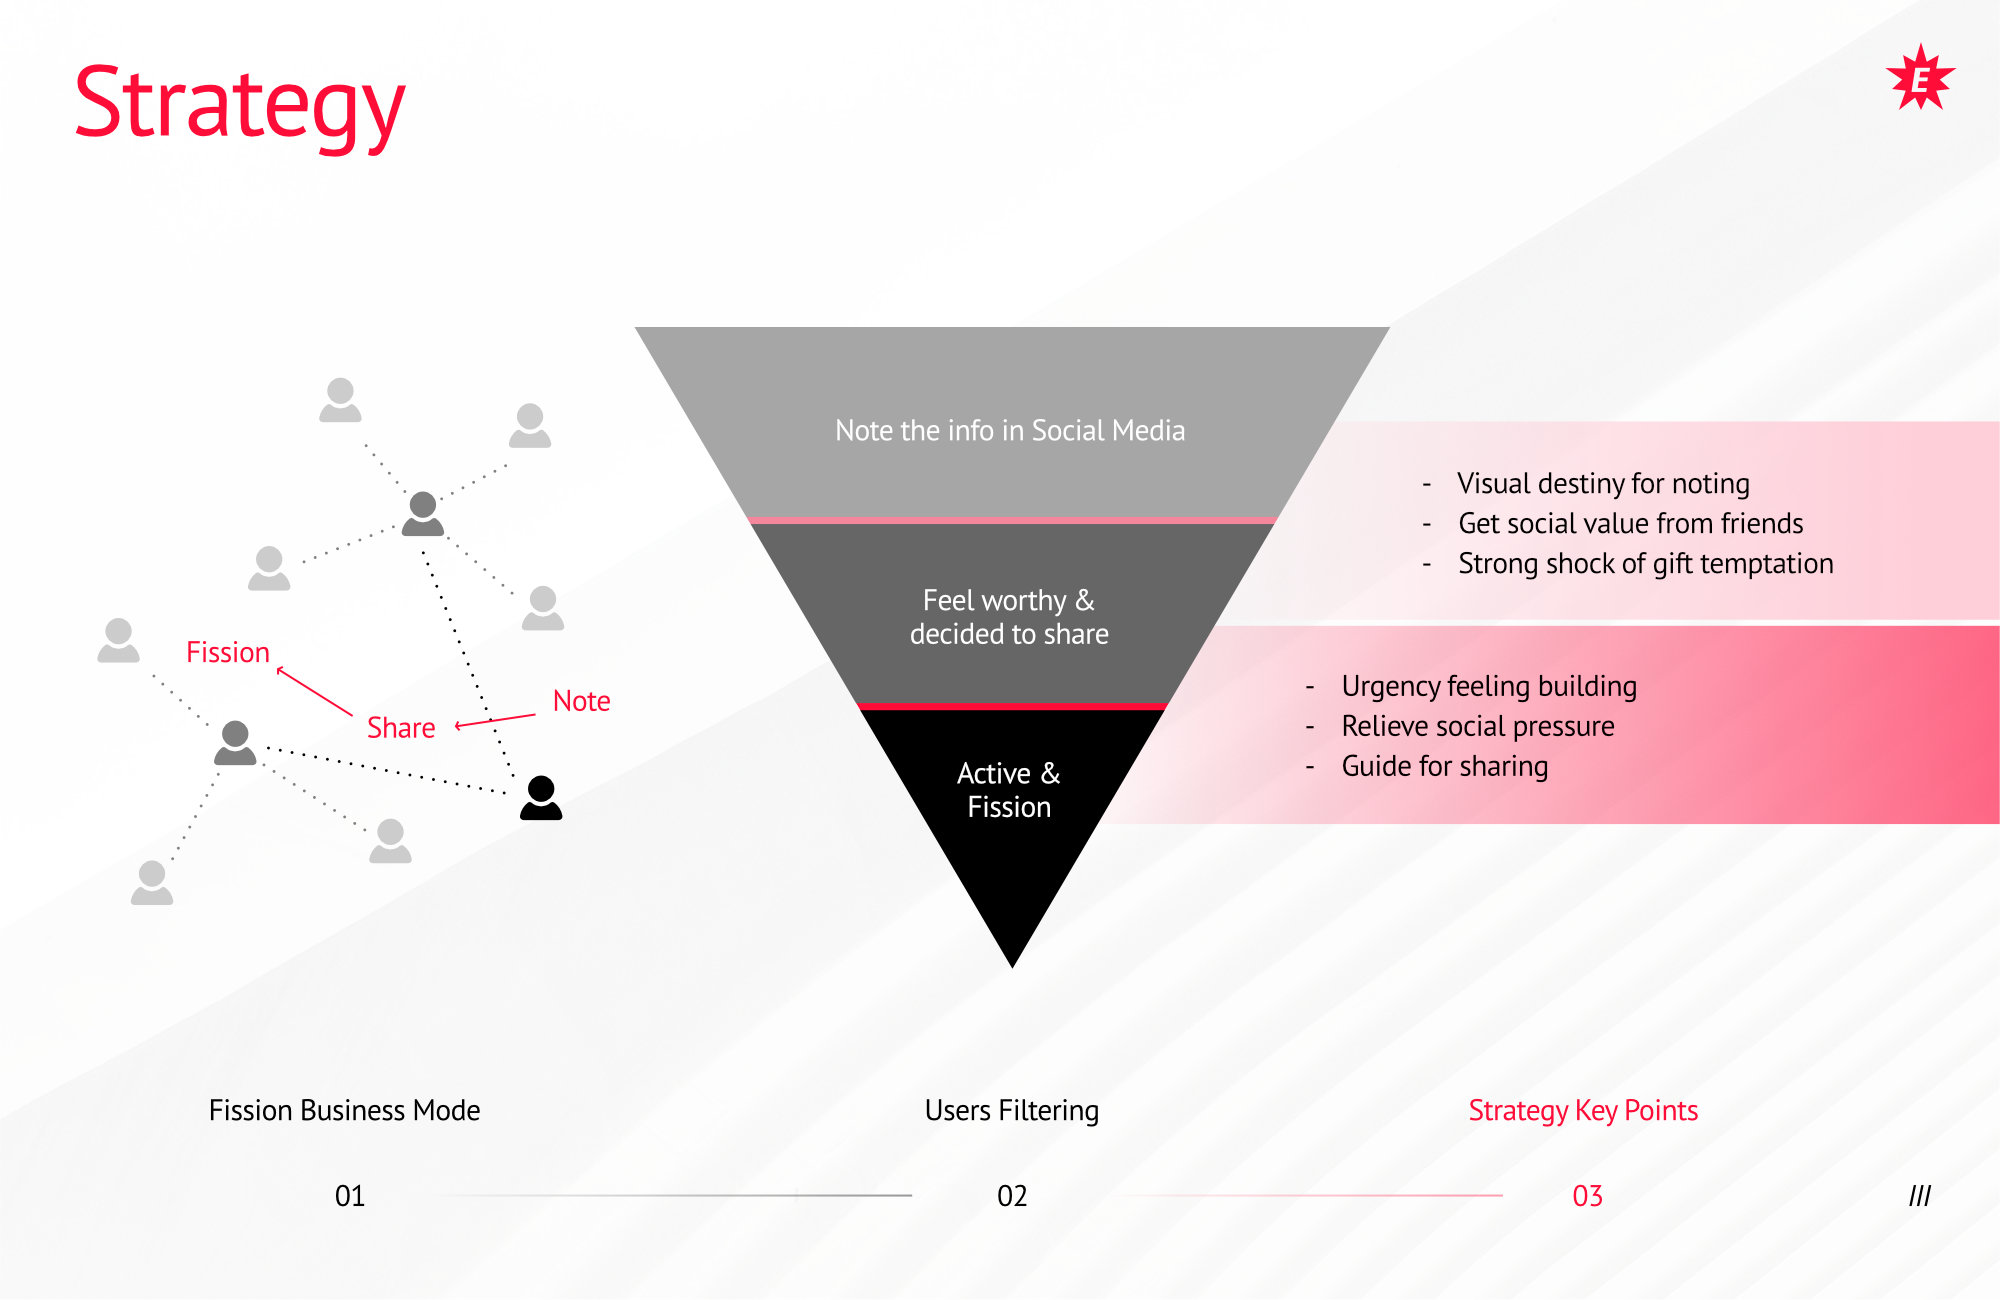 Strategy
E
Fission
Share
Note
Note the info in Social Media
Feel worthy &
decided to share
Active &
Fission
- Visual destiny for noting
- Get social value from friends
- Strong shock of gift temptation
- Urgency feeling building
- Relieve social pressure
- Guide for sharing
Fission Business Mode
Users Filtering
Strategy Key Points
01
02
03
///